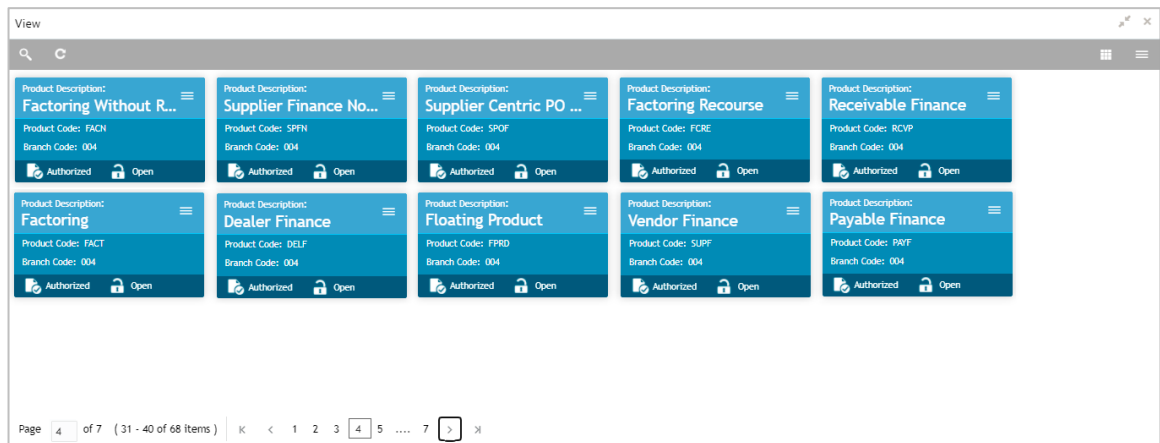 View
Product Description:
Factoring Without R...
Product Code: FACN
Branch Code: 004
Authorized Open
Product Description:
Supplier Finance No...
Product Code: SPFN
Branch Code: 004
Authorized Open
Product Description:
Supplier Centric PO ...
Product Code: SPOF
Branch Code: 004
Authorized Open
Product Description:
Factoring Recourse
Product Code: FCRE
Branch Code: 004
Authorized Open
Product Description:
Receivable Finance
Product Code: RCVP
Branch Code: 004
Authorized Open
Product Description:
Factoring
Product Code: FACT
Branch Code: 004
Authorized Open
Product Description:
Dealer Finance
Product Code: DELF
Branch Code: 004
Authorized Open
Product Description:
Floating Product
Product Code: FPRD
Branch Code: 004
Authorized Open
Product Description:
Vendor Finance
Product Code: SUPF
Branch Code: 004
Authorized Open
Product Description:
Payable Finance
Product Code: PAYF
Branch Code: 004
Authorized Open
Page 4 of 7 ( 31 - 40 of 68 items ) 1 2 3 4 5 .... 7